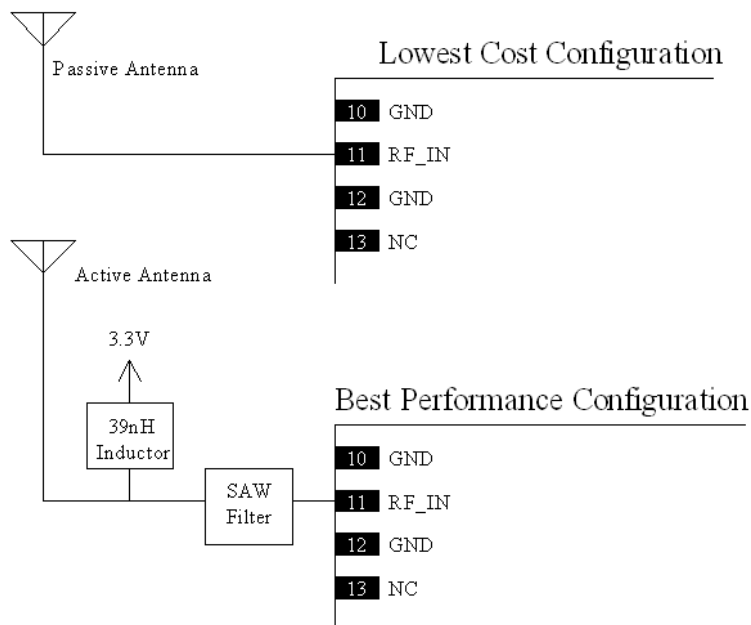 Lowest Cost Configuration
Passive Antenna
10 GND
11 RF_IN
12 GND
13 NC
Active Antenna
3.3V
Best Performance Configuration
39nH
Inductor
10 GND
SAW
Filter
11 RF_IN
12 GND
13 NC